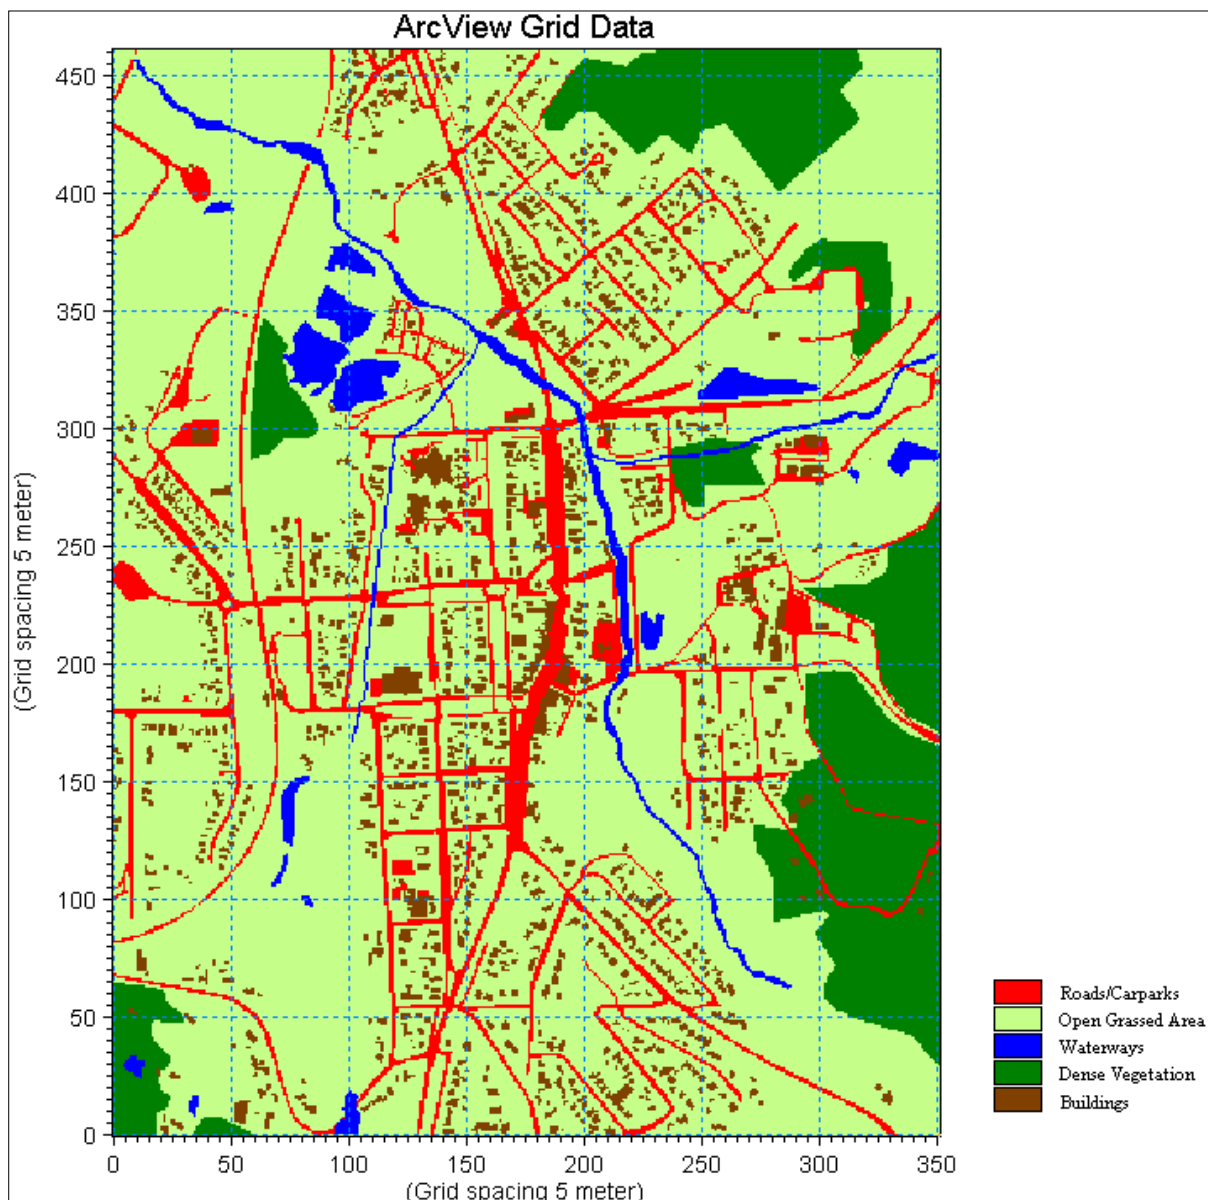 ArcView Grid Data
450
400
350
300
250
200
150
100
50
0
(Grid spacing 5 meter)
0 50 100 150 200 250 300 350
(Grid spacing 5 meter)
Roads/Carparks
Open Grassed Area
Waterways
Dense Vegetation
Buildings